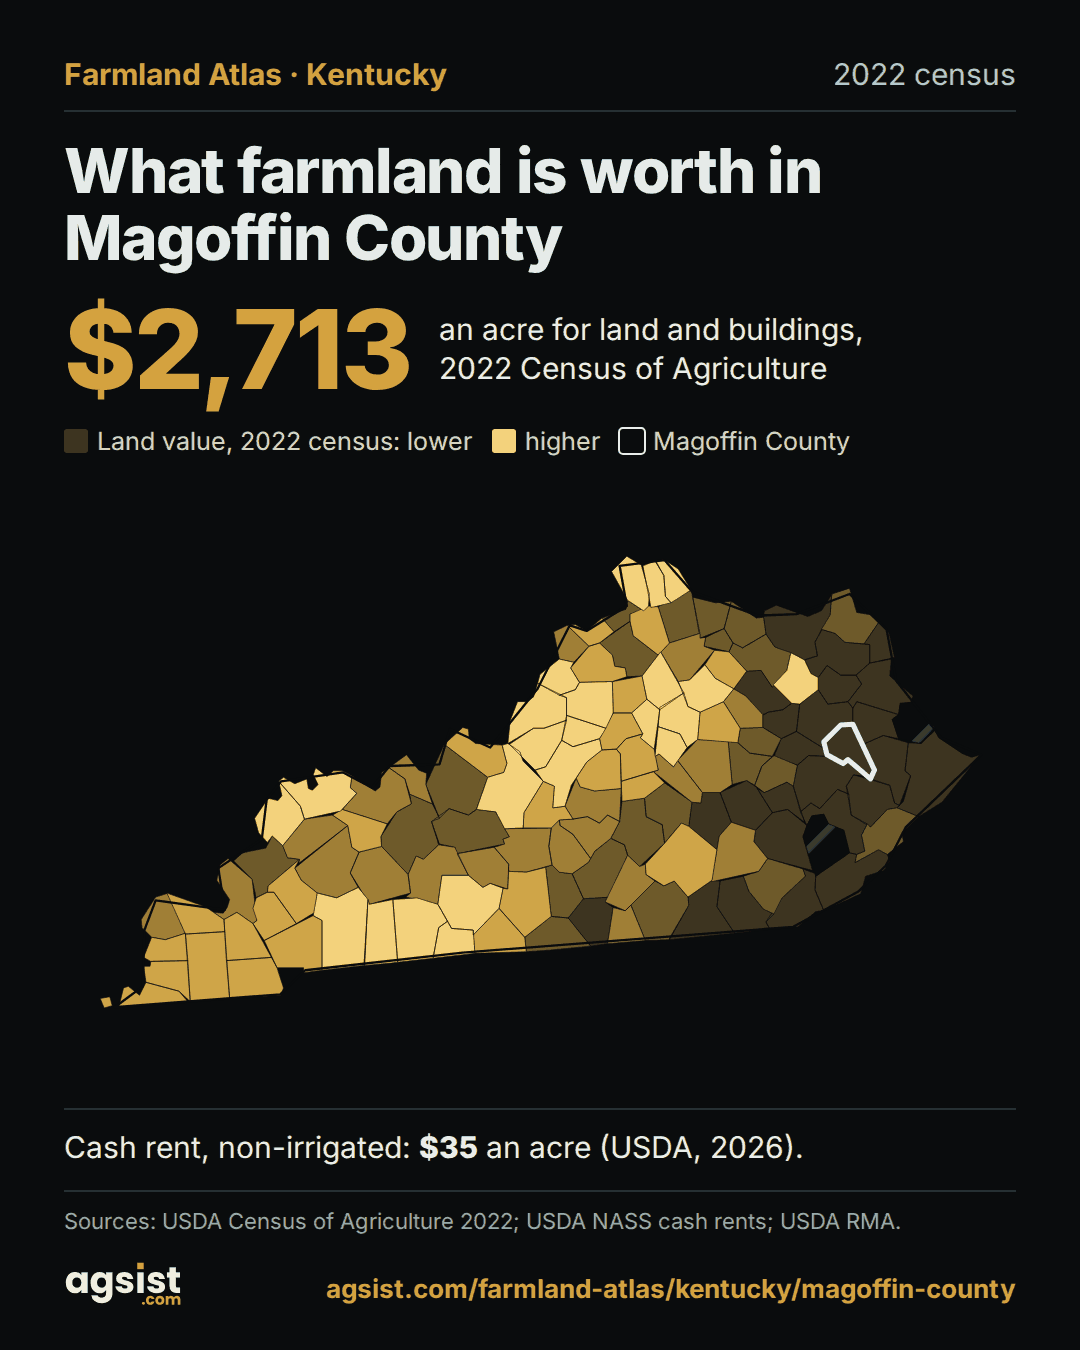 Farmland Atlas · Kentucky
2022 census
What farmland is worth in
Magoffin County
$2,713
an acre for land and buildings,
2022 Census of Agriculture
Land value, 2022 census: lower
higher
Magoffin County
Cash rent, non-irrigated: $35 an acre (USDA, 2026).
Sources: USDA Census of Agriculture 2022; USDA NASS cash rents; USDA RMA.
agsist
.com
agsist.com/farmland-atlas/kentucky/magoffin-county